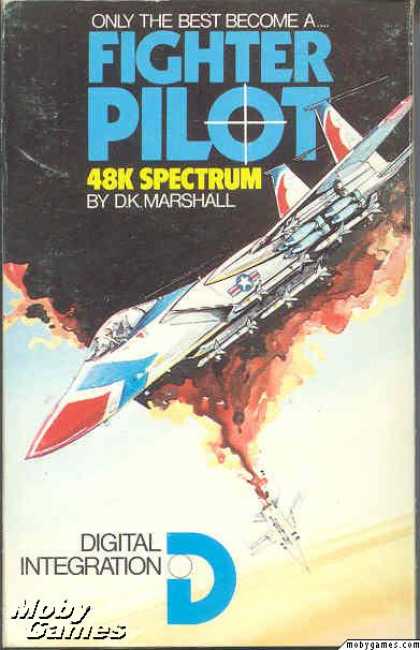 ONLY THE BEST BECOME A....
FIGHTER
PILOT
48K SPECTRUM
BY D.K. MARSHALL
DIGITAL
INTEGRATION
Moby
Games
mobygames.com